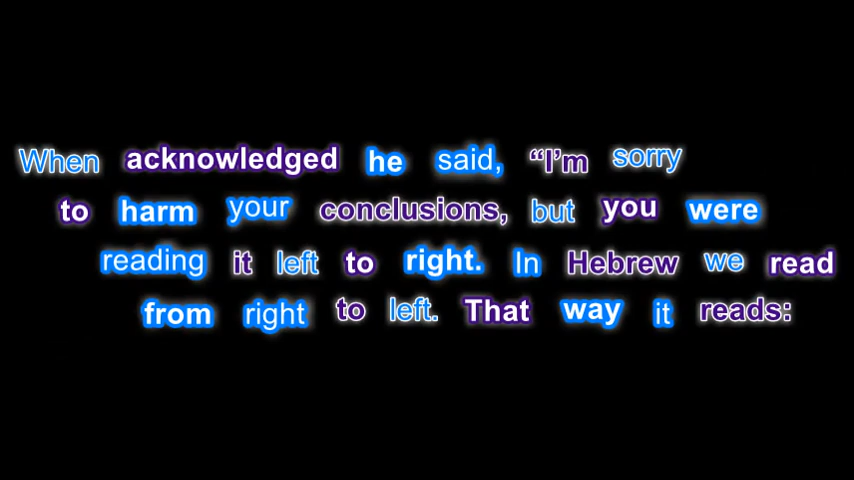 When acknowledged he said, “I’m sorry
to harm your conclusions, but you were
reading it left to right. In Hebrew we read
from right to left. That way it reads: